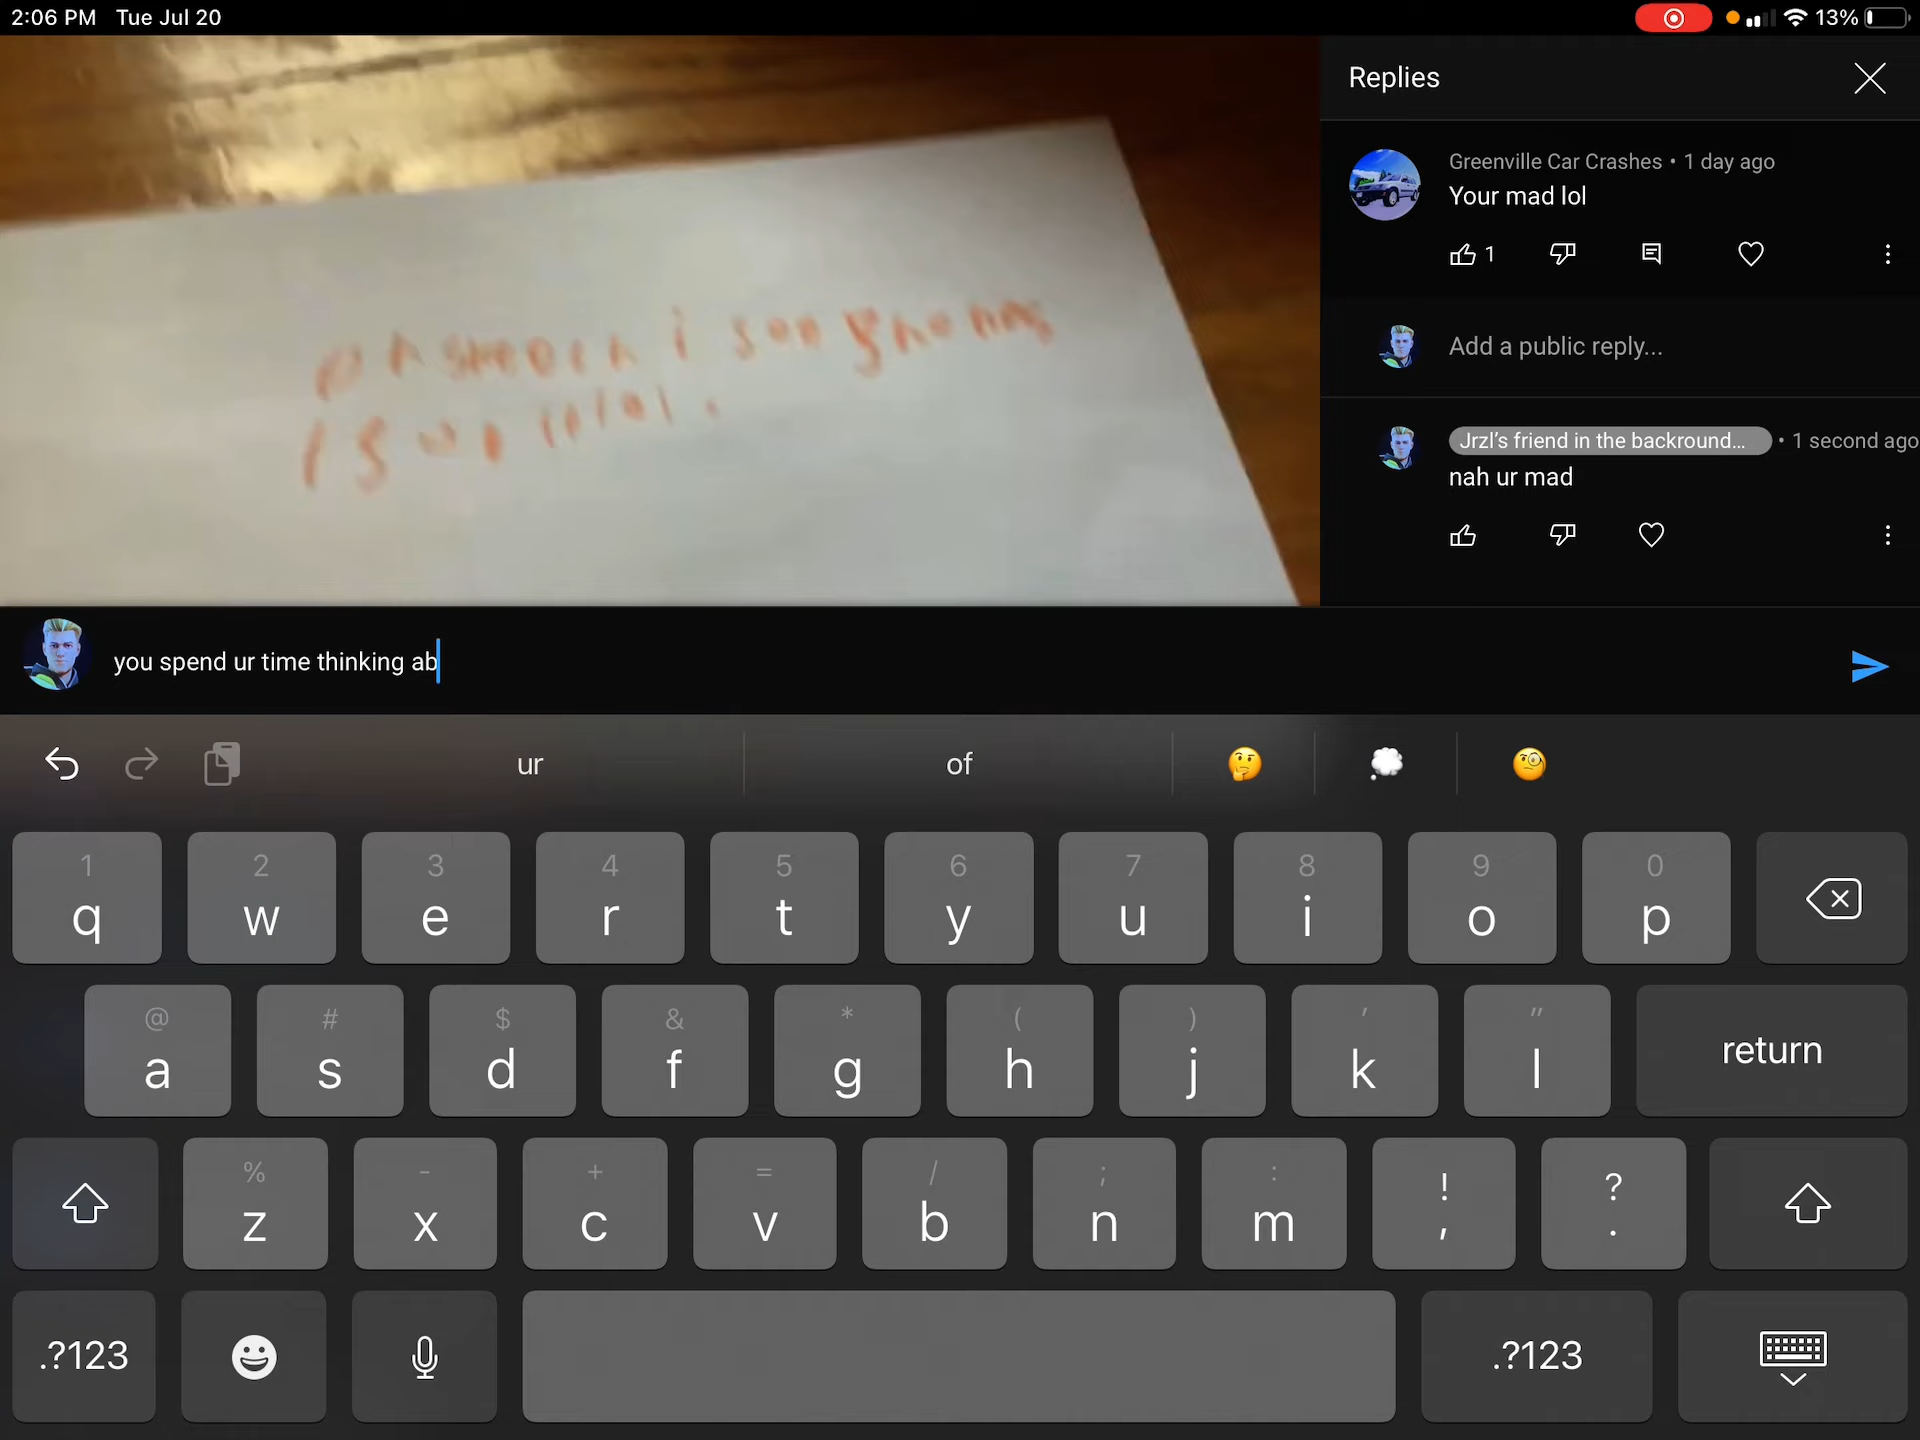 2:06 PM Tue Jul 20
13%
i see
Replies
Greenville Car Crashes • 1 day ago
Your mad lol
1
Add a public reply...
Jrzl’s friend in the backround... • 1 second ago
nah ur mad
you spend ur time thinking ab
ur of
1 2 3 4 5 6 7 8 9 0
q w e r t y u i o p
@ # $ & * ( ) ' "
a s d f g h j k l return
% - + = / ; : ! ?
z x c v b n m , .
.?123 .?123